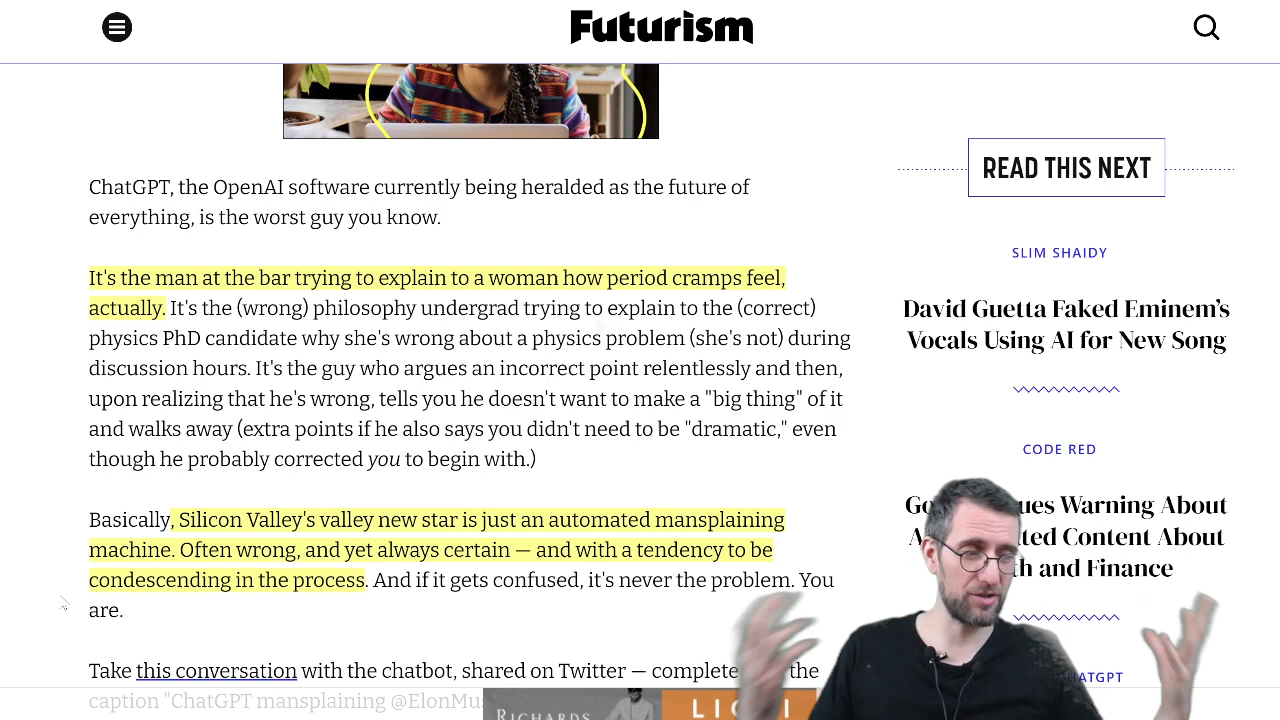 Futurism
ChatGPT, the OpenAI software currently being heralded as the future of
everything, is the worst guy you know.
It's the man at the bar trying to explain to a woman how period cramps feel,
actually. It's the (wrong) philosophy undergrad trying to explain to the (correct)
physics PhD candidate why she's wrong about a physics problem (she's not) during
discussion hours. It's the guy who argues an incorrect point relentlessly and then,
upon realizing that he's wrong, tells you he doesn't want to make a "big thing" of it
and walks away (extra points if he also says you didn't need to be "dramatic," even
though he probably corrected you to begin with.)
Basically, Silicon Valley's valley new star is just an automated mansplaining
machine. Often wrong, and yet always certain — and with a tendency to be
condescending in the process. And if it gets confused, it's never the problem. You
are.
Take this conversation with the chatbot, shared on Twitter — complete the
caption "ChatGPT mansplaining
RICHARDS
READ THIS NEXT
SLIM SHAIDY
David Guetta Faked Eminem's
Vocals Using AI for New Song
CODE RED
Warning About
Content About
and Finance